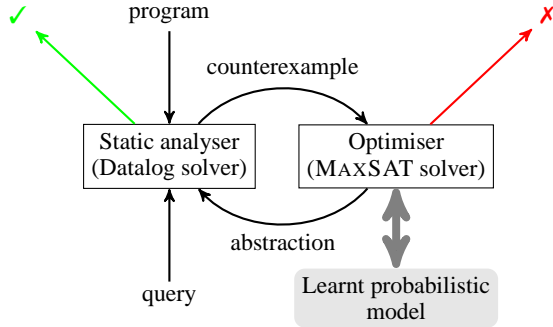 ✓
program
✗
counterexample
Static analyser
(Datalog solver)
Optimiser
(MAXSAT solver)
abstraction
query
Learnt probabilistic
model